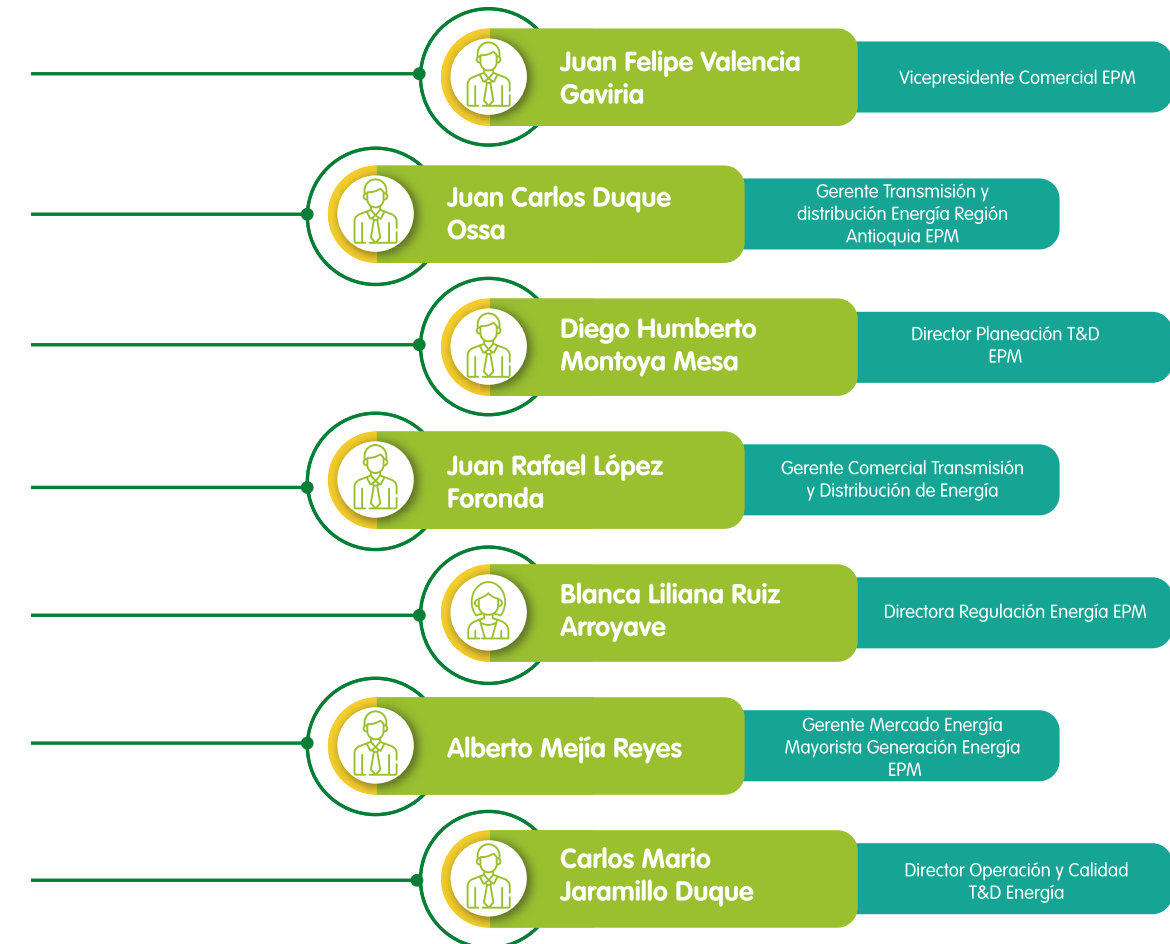 Juan Felipe Valencia
Gaviria
Vicepresidente Comercial EPM
Juan Carlos Duque
Ossa
Gerente Transmisión y
distribución Energía Región
Antioquia EPM
Diego Humberto
Montoya Mesa
Director Planeación T&D
EPM
Juan Rafael López
Foronda
Gerente Comercial Transmisión
y Distribución de Energía
Blanca Liliana Ruiz
Arroyave
Directora Regulación Energía EPM
Alberto Mejía Reyes
Gerente Mercado Energía
Mayorista Generación Energía
EPM
Carlos Mario
Jaramillo Duque
Director Operación y Calidad
T&D Energía